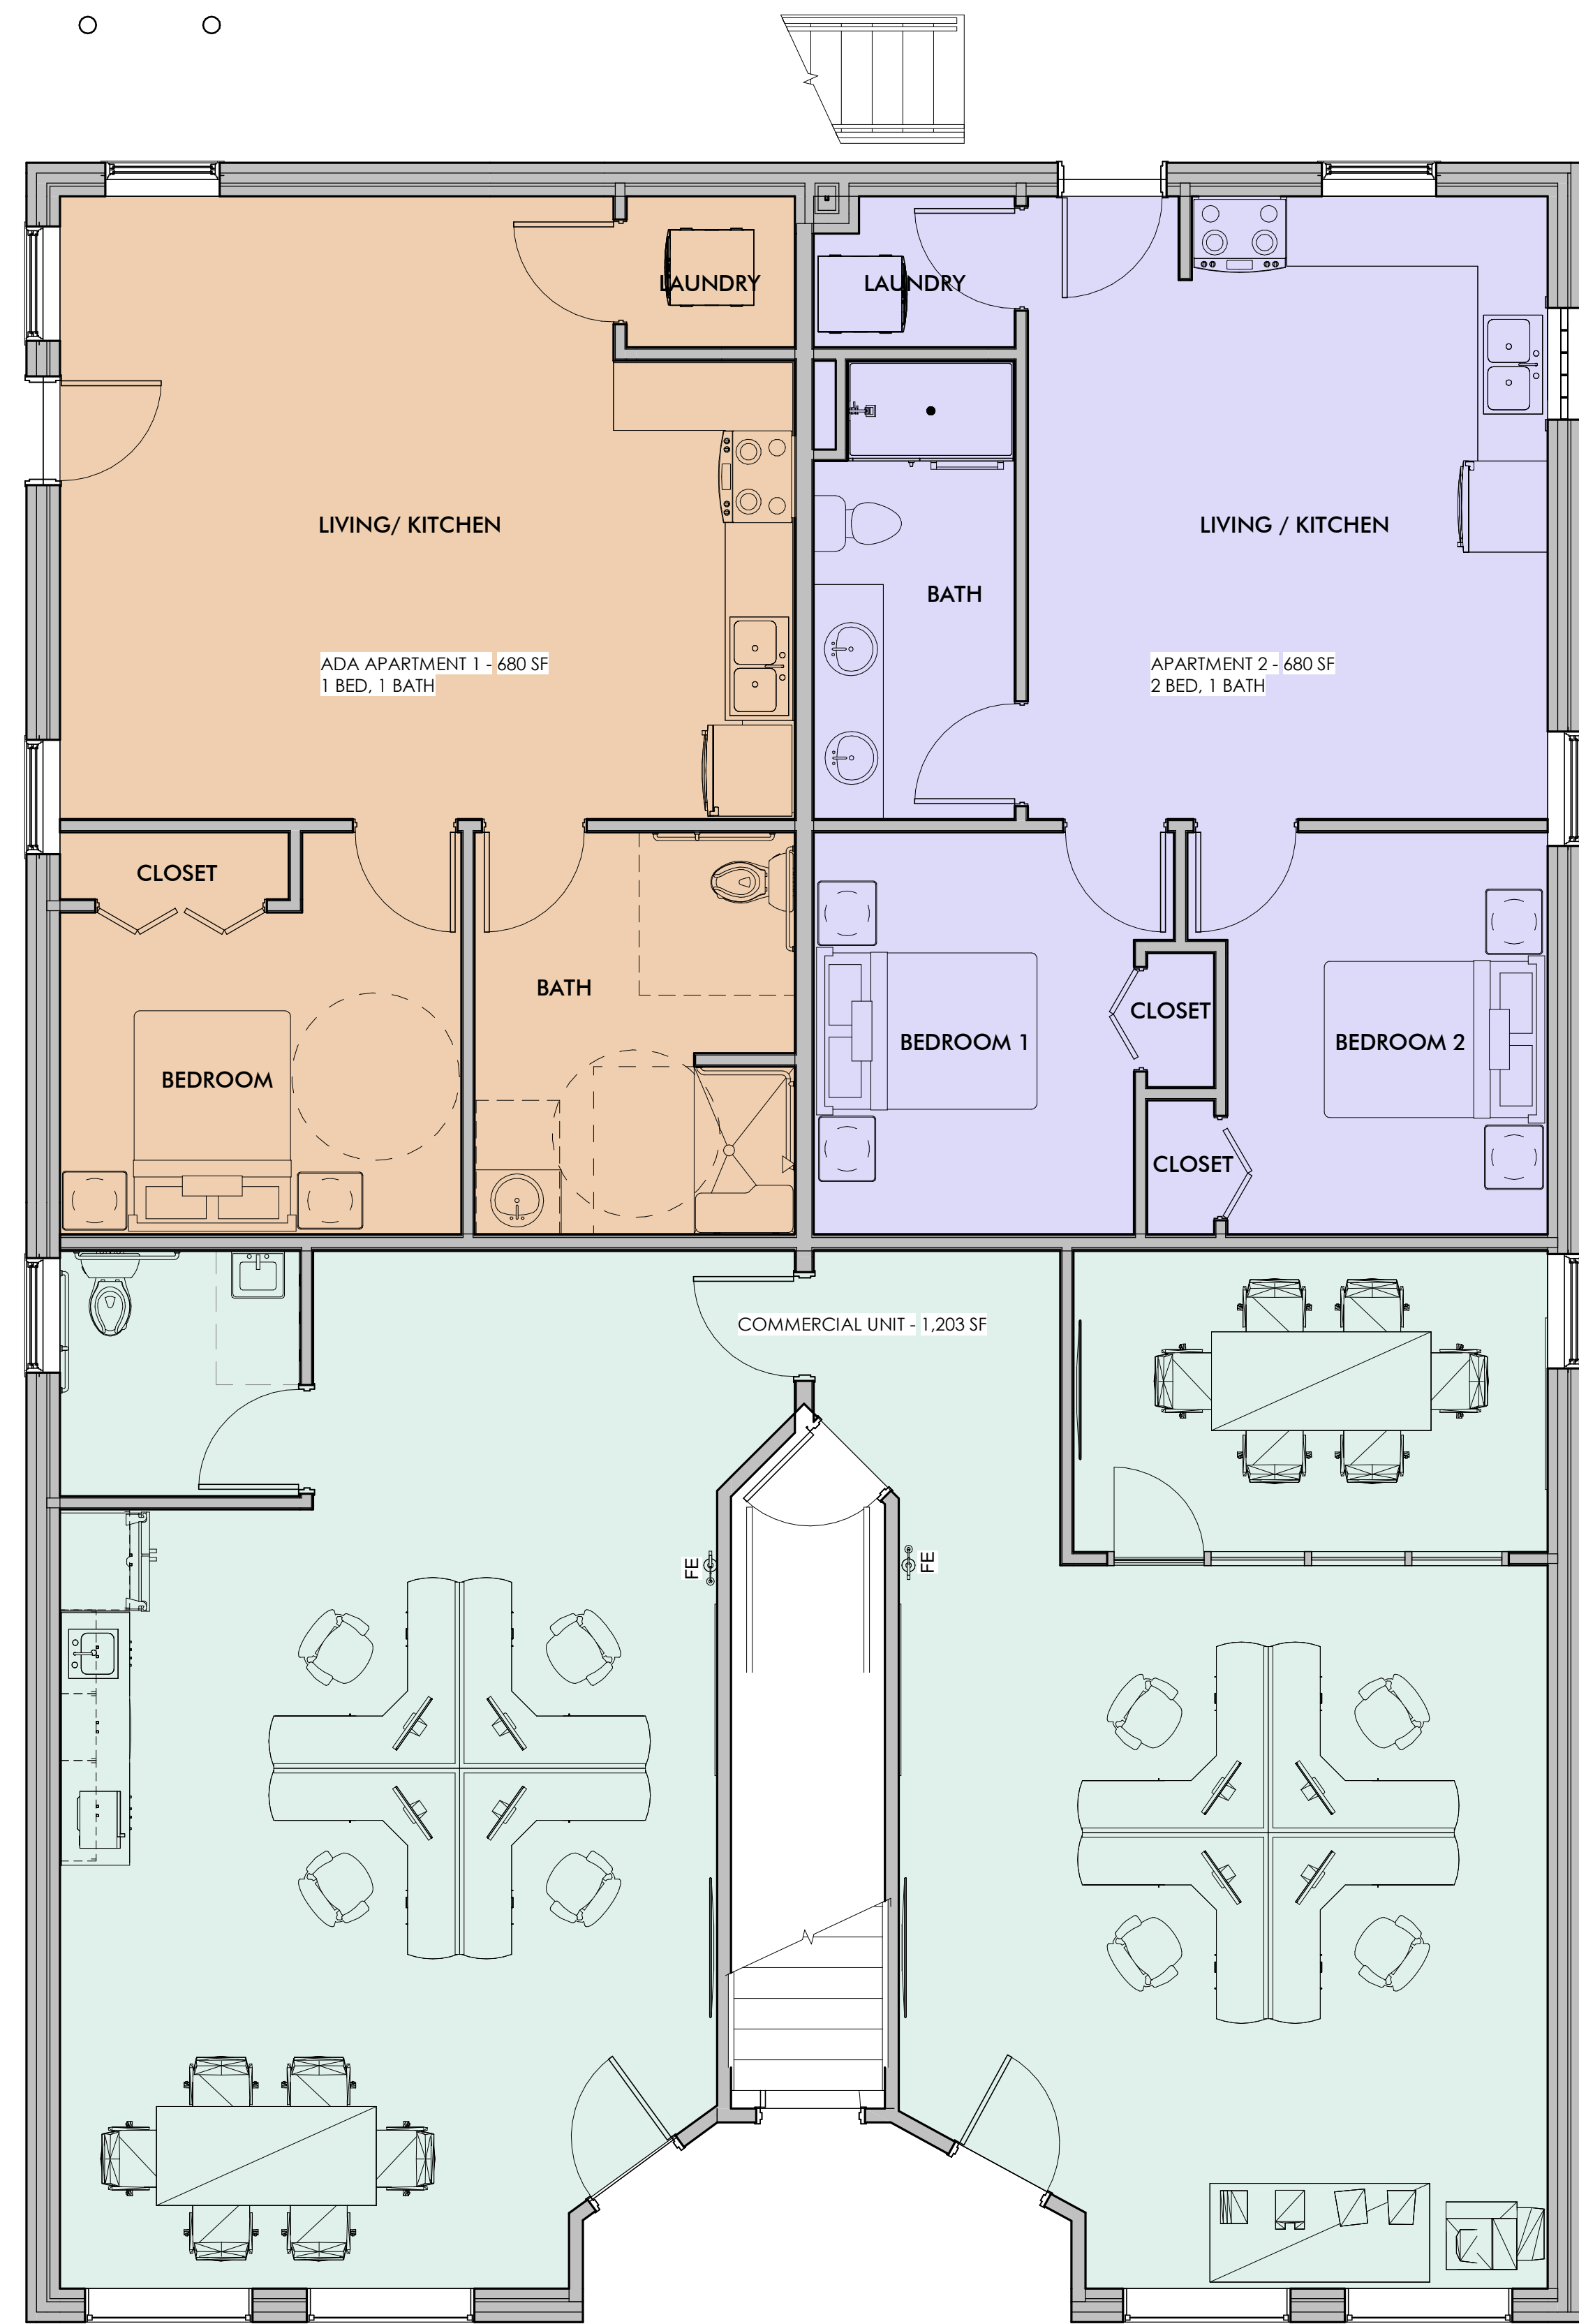 LAUNDRY
LAUNDRY
LIVING/ KITCHEN
LIVING / KITCHEN
BATH
ADA APARTMENT 1 - 680 SF
1 BED, 1 BATH
APARTMENT 2 - 680 SF
2 BED, 1 BATH
CLOSET
BATH
CLOSET
BEDROOM 1
BEDROOM 2
BEDROOM
CLOSET
COMMERCIAL UNIT - 1,203 SF
FE
FE